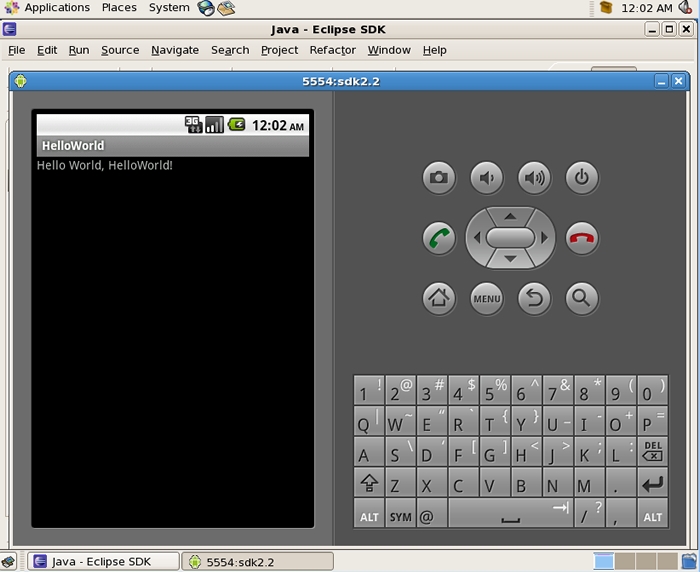 Applications Places System 12:02 AM
Java - Eclipse SDK
File Edit Run Source Navigate Search Project Refactor Window Help
5554:sdk2.2
3G 12:02 AM
HelloWorld
Hello World, HelloWorld!
MENU
1 ! 2 @ 3 # 4 $ 5 % 6 ^ 7 & 8 * 9 ( 0 )
Q | W ~ E " R ` T { Y } U _ I - O + P =
A S \ D ' F [ G ] H < J > K ; L : DEL
Z X C V B N M .
ALT SYM @ / ? , ALT
Java - Eclipse SDK 5554:sdk2.2